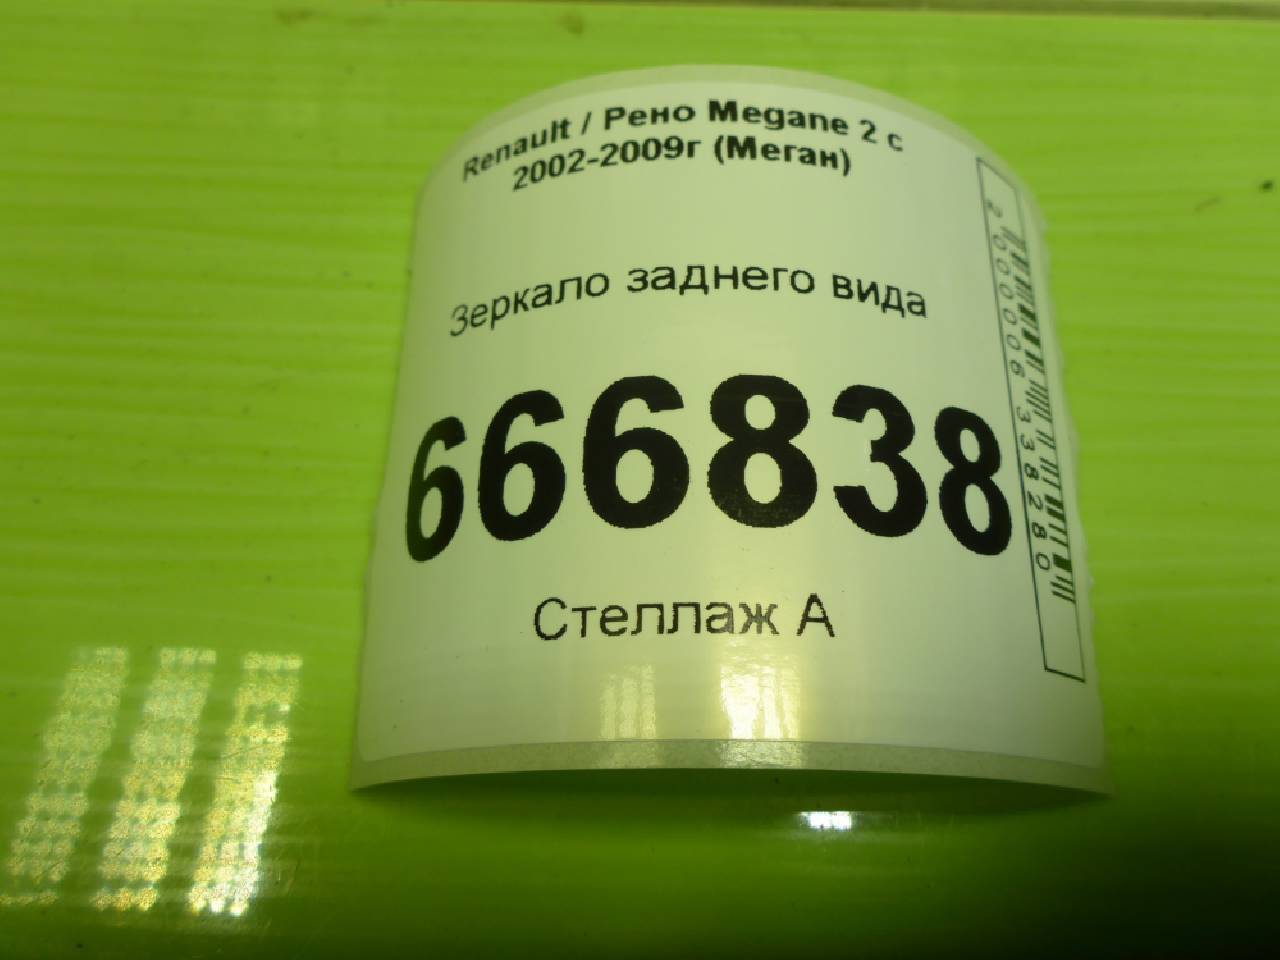 Renault / Рено Megane 2 с
2002-2009г (Меган)
Зеркало заднего вида
666838
Стеллаж А
2000006338280